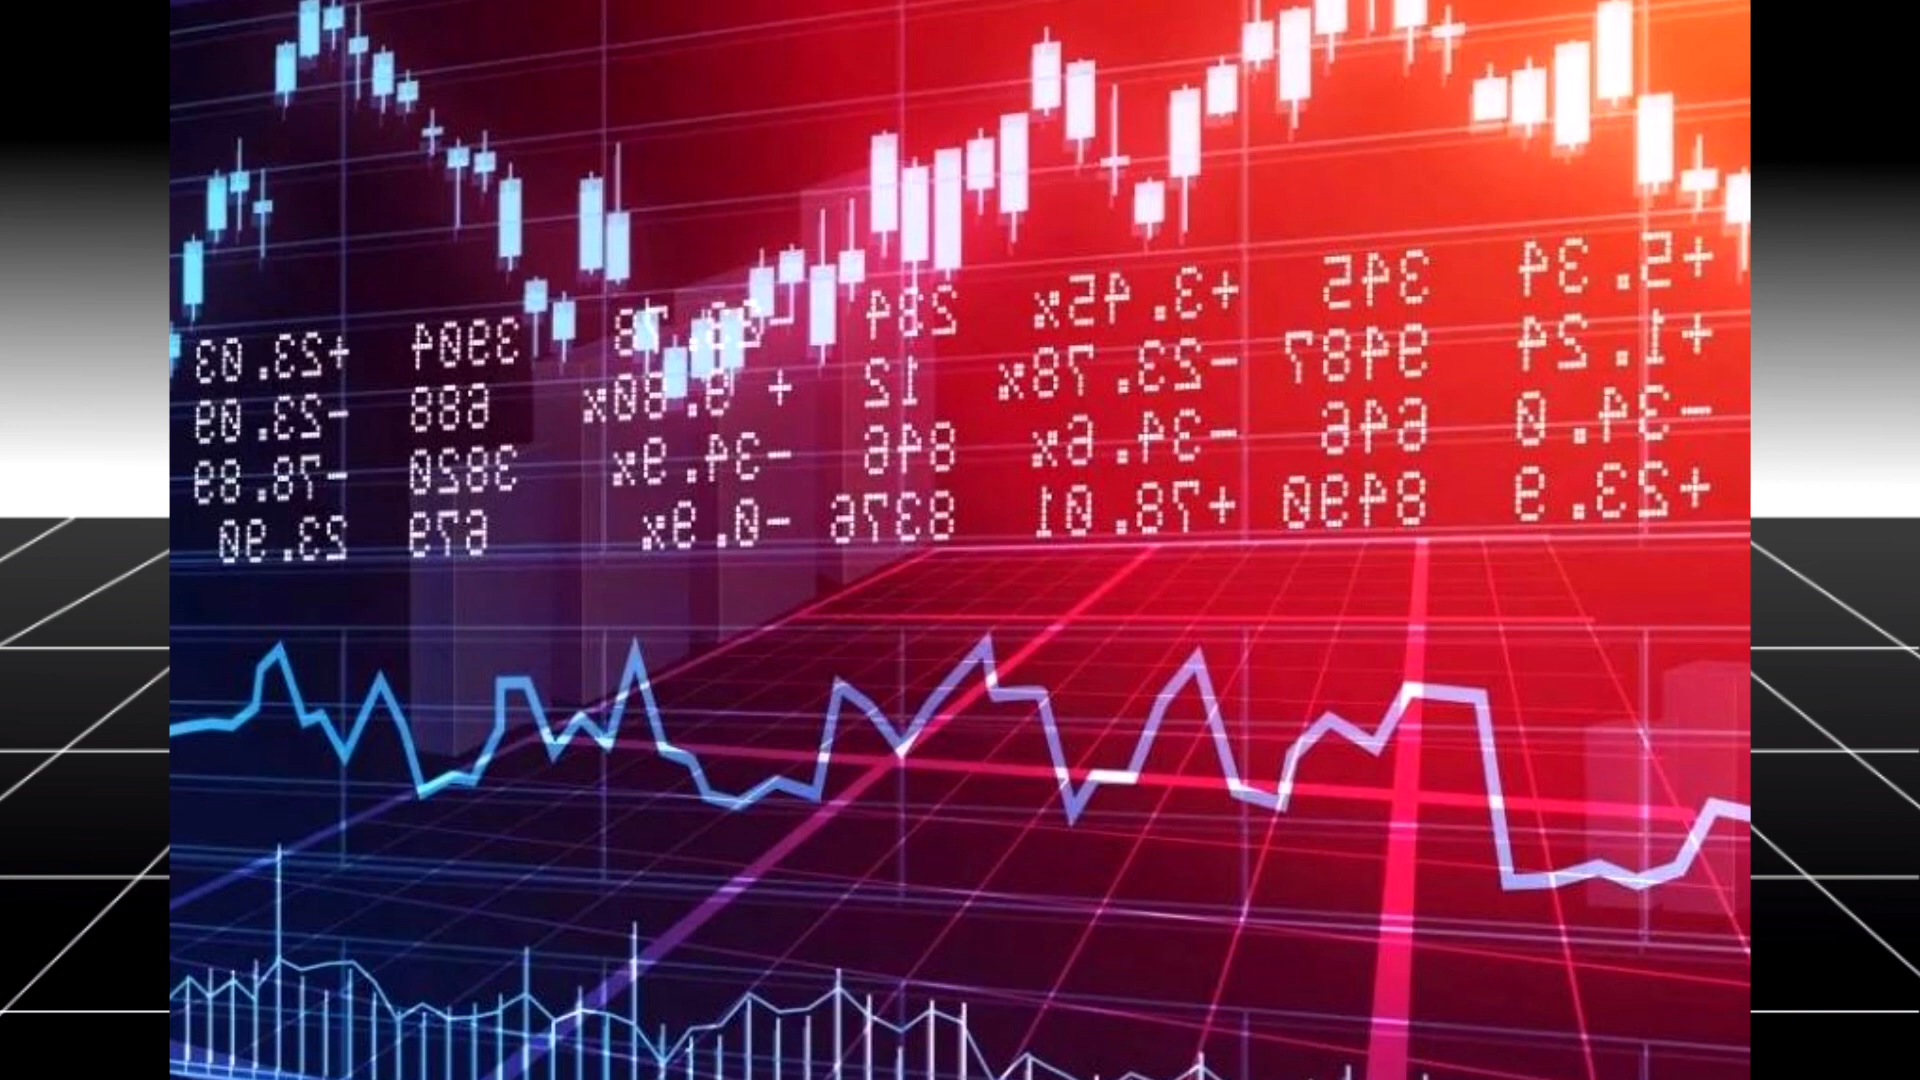 +5.34 345 +3.45x 284 3904 +23.03
+1.24 9487 -23.78x 12 + 9.80x 688 -23.09
-34.0 646 -34.6x 846 -34.9x 3820 -78.89
+23.9 8490 +78.01 8376 -0.9x 679 23.90